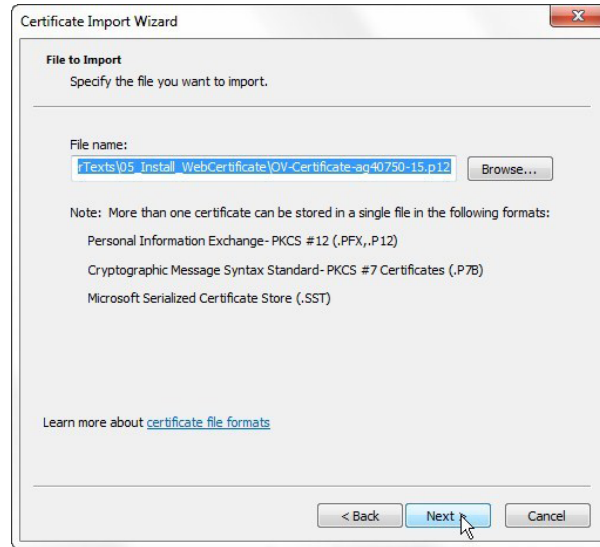 Certificate Import Wizard
File to Import
Specify the file you want to import.
File name:
rTexts\05_Install_WebCertificate\OV-Certificate-ag40750-15.p12
Browse...
Note: More than one certificate can be stored in a single file in the following formats:
Personal Information Exchange- PKCS #12 (.PFX,.P12)
Cryptographic Message Syntax Standard- PKCS #7 Certificates (.P7B)
Microsoft Serialized Certificate Store (.SST)
Learn more about certificate file formats
< Back
Next >
Cancel